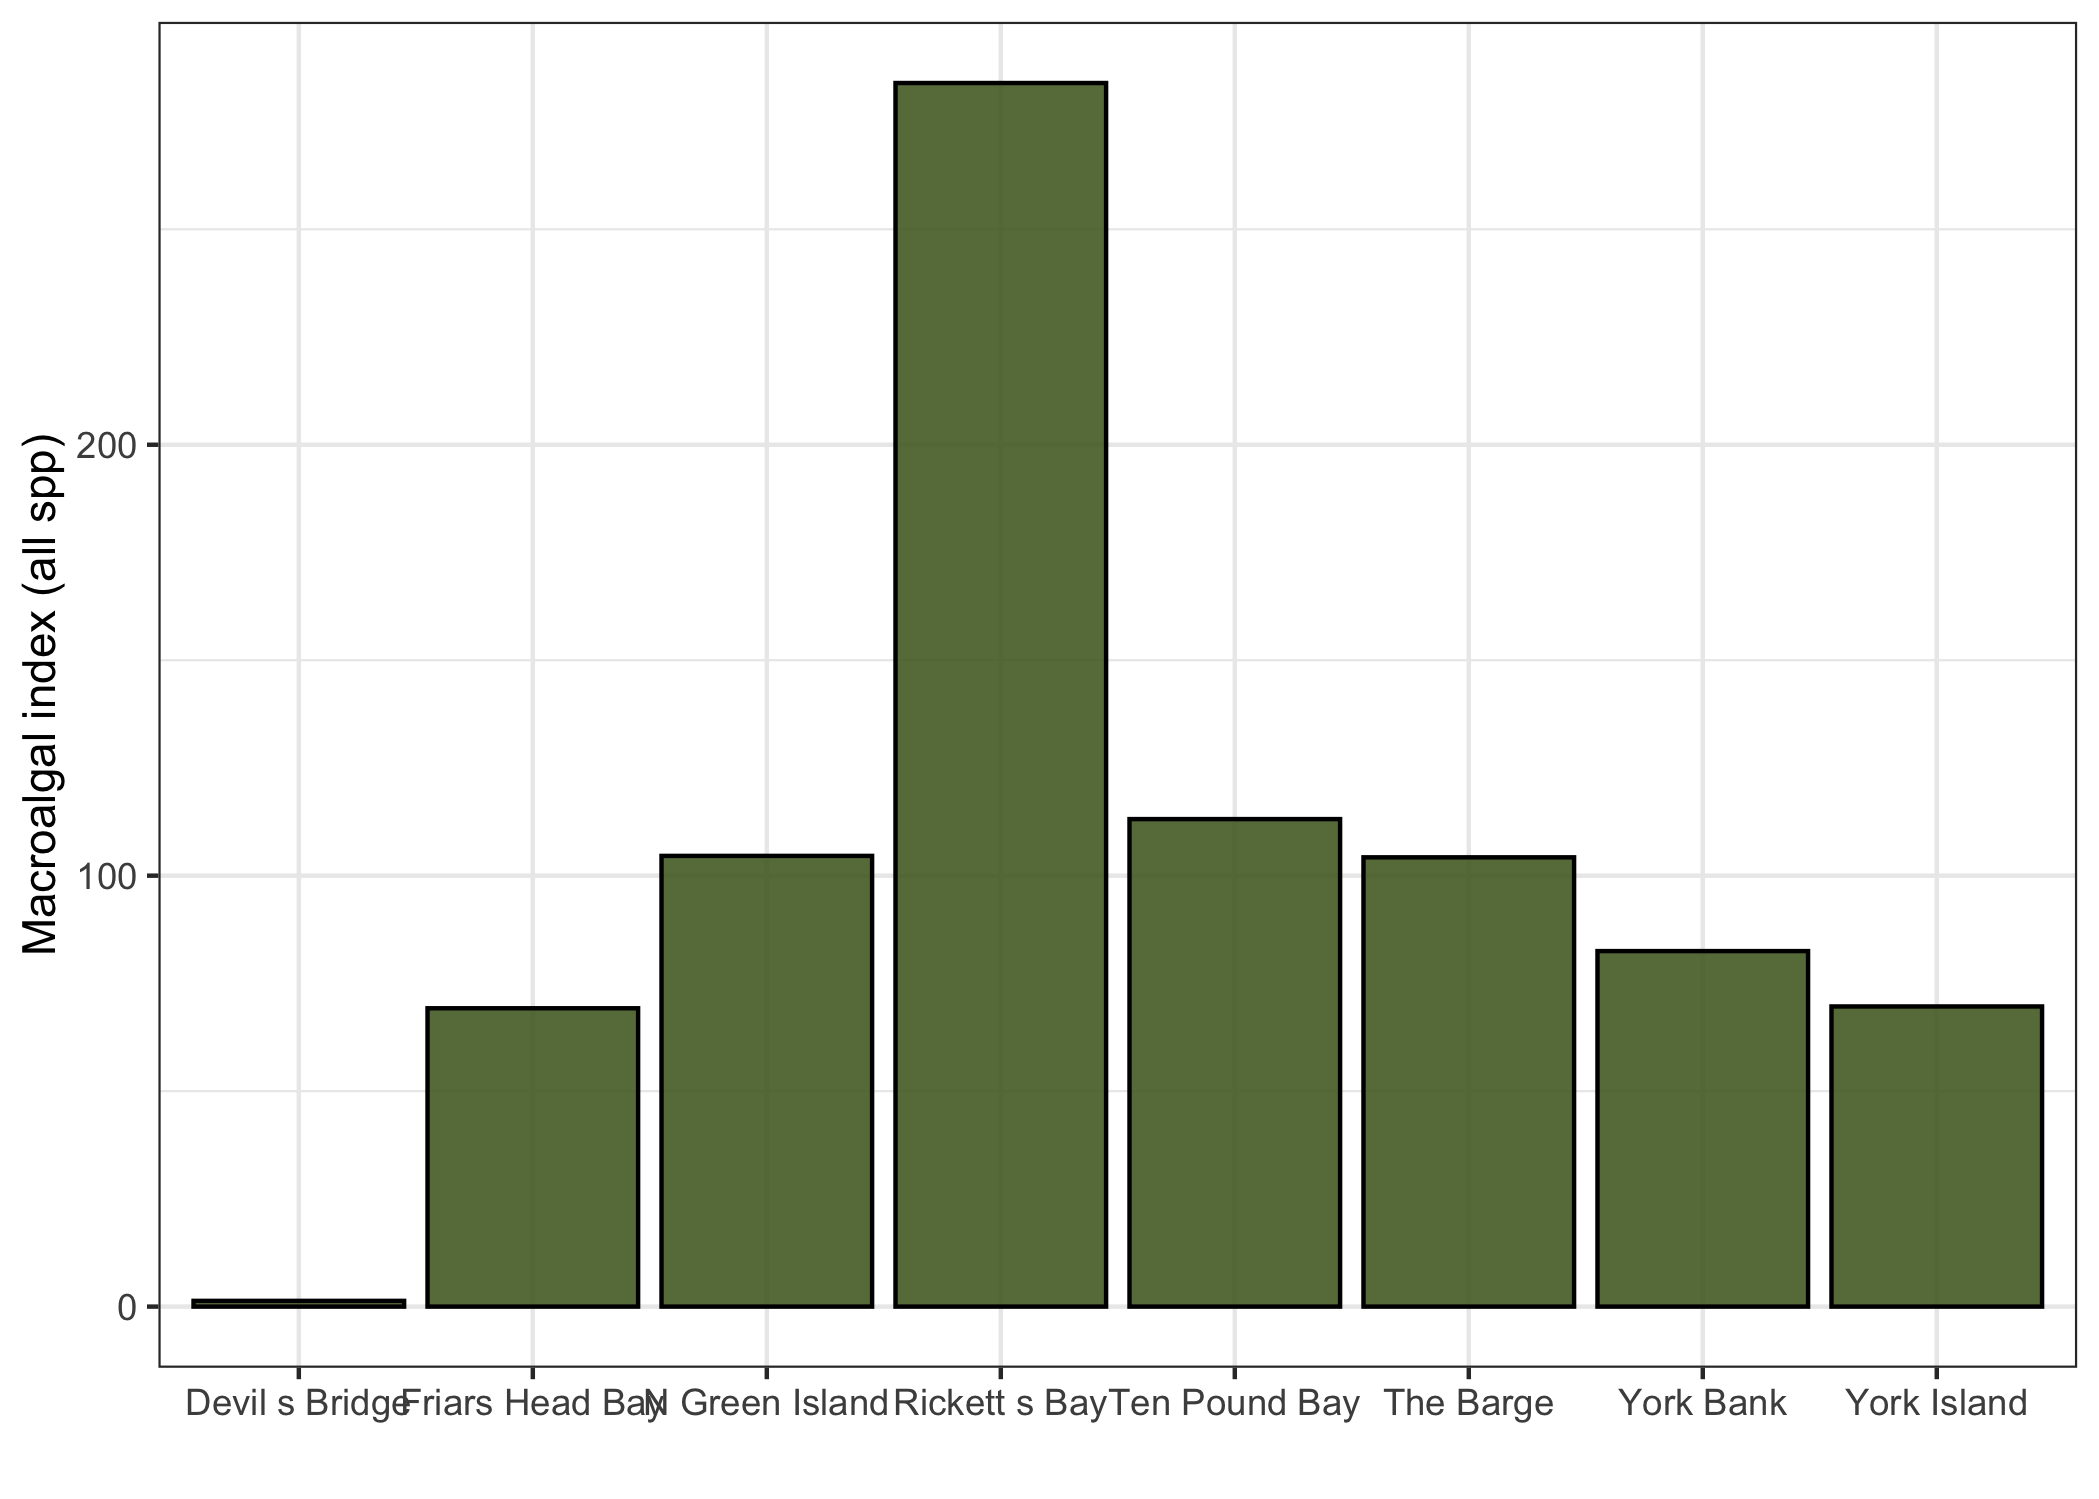 Macroalgal index (all spp)
200
100
0
Devil s Bridge Friars Head Bay N Green Island Rickett s Bay Ten Pound Bay The Barge York Bank York Island